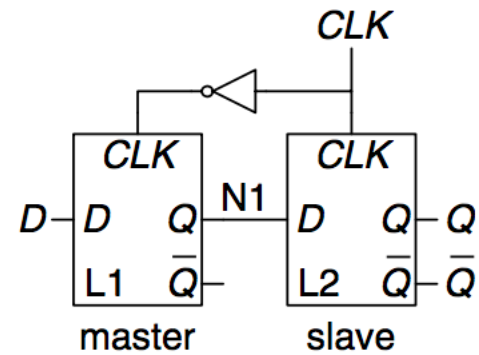 CLK
CLK CLK
D D Q N1 D Q Q
L1 Q̅ L2 Q̅ Q̅
master slave